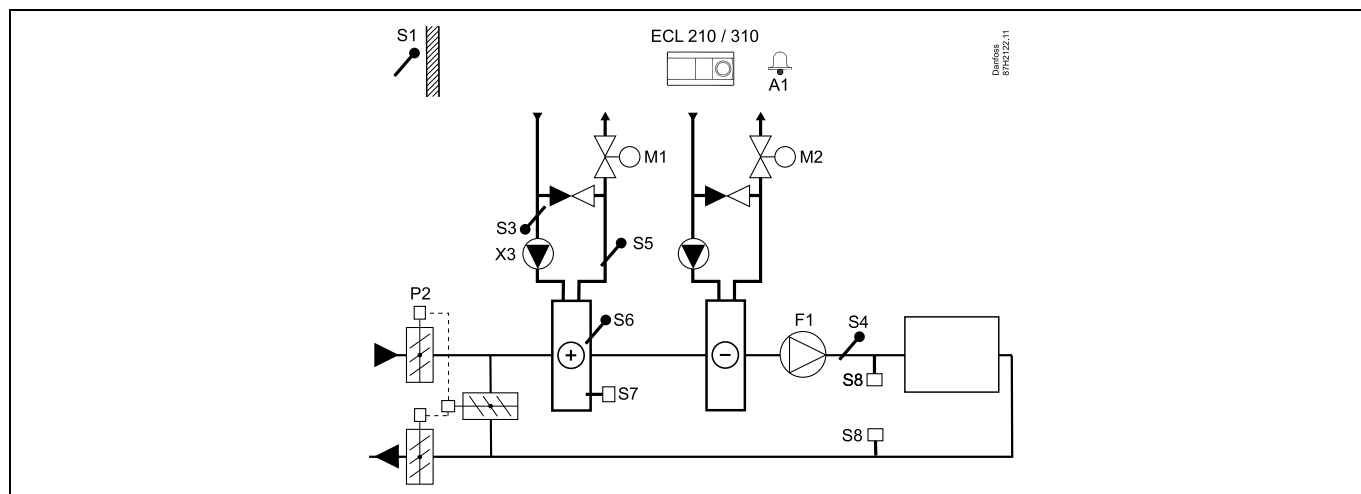 S1
ECL 210 / 310
A1
Danfoss
87H2122.11
M1
M2
S3
X3
S5
P2
S6
F1
S4
+
−
S7
S8
S8